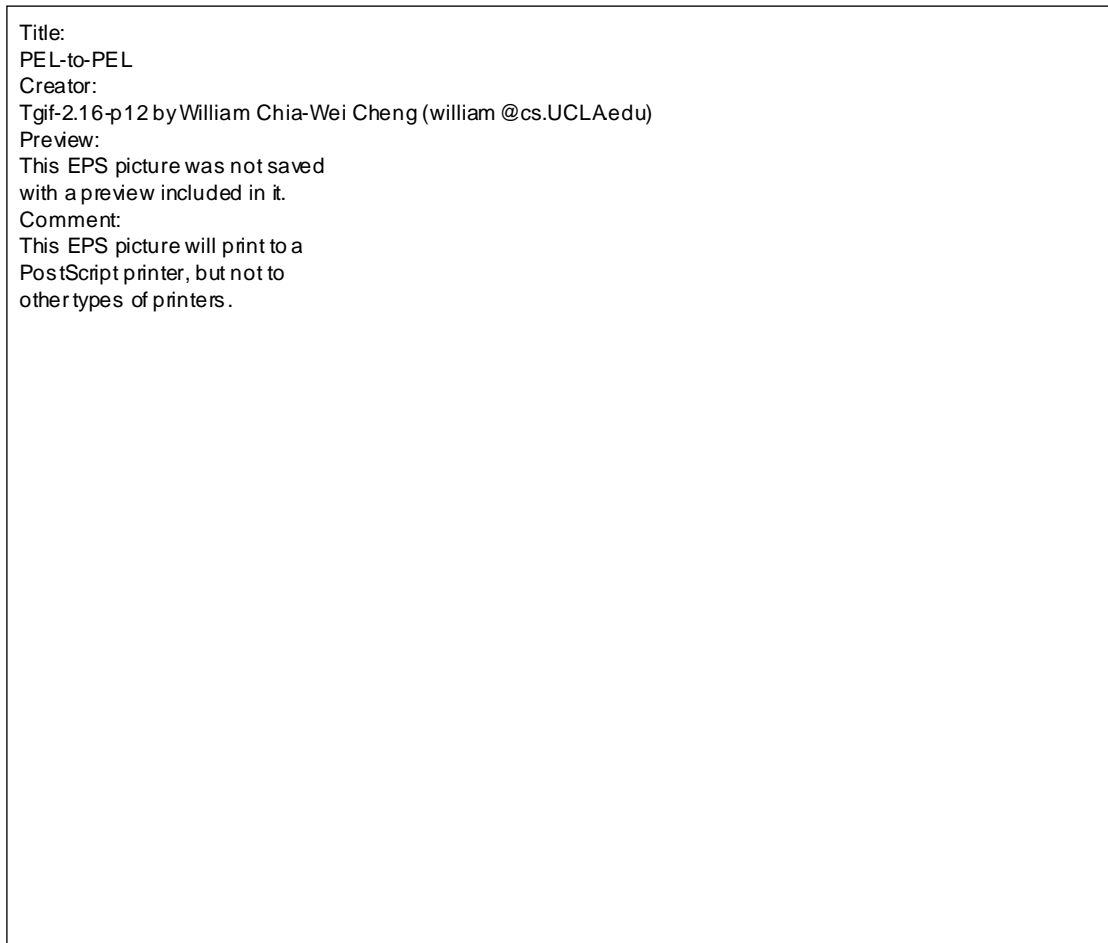 Title:
PEL-to-PEL
Creator:
Tgif-2.16-p12 by William Chia-Wei Cheng (william@cs.UCLA.edu)
Preview:
This EPS picture was not saved
with a preview included in it.
Comment:
This EPS picture will print to a
PostScript printer, but not to
other types of printers.